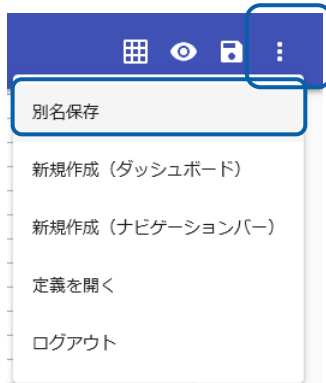 別名保存
新規作成（ダッシュボード）
新規作成（ナビゲーションバー）
定義を開く
ログアウト